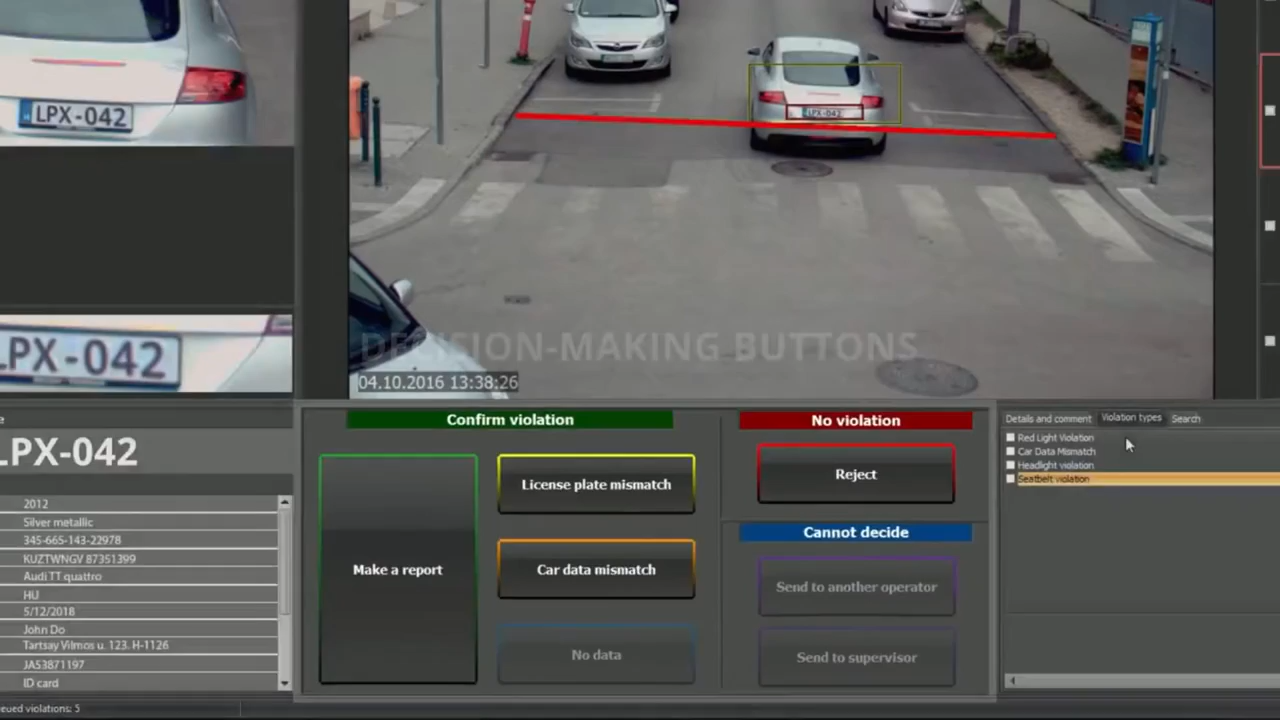 LPX-042
LPX-042
DECISION-MAKING BUTTONS
04.10.2016 13:38:26
LPX-042
LPX-042
2012
Silver metallic
345-665-143-22978
KUZTWNGV 87351399
Audi TT quattro
HU
5/12/2018
John Do
Tartsay Vilmos u. 123. H-1126
JA53871197
ID card
Confirm violation
Make a report
License plate mismatch
Car data mismatch
No data
No violation
Reject
Cannot decide
Send to another operator
Send to supervisor
Details and comment Violation types Search
Red Light Violation
Car Data Mismatch
Headlight violation
Seatbelt violation
ueued violations: 5